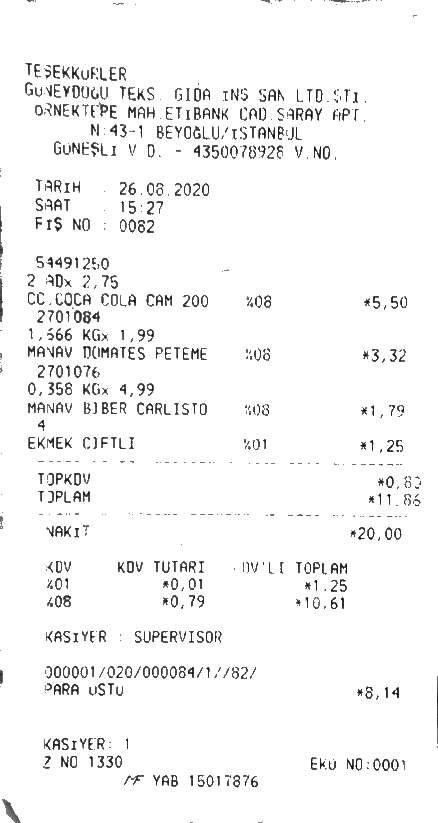 TEŞEKKÜRLER
GÜNEYDOĞU TEKS. GIDA INS SAN LTD.STI.
ORNEKTEPE MAH.ETIBANK CAD.SARAY APT.
N:43-1 BEYOGLU/ISTANBUL
GÜNEŞLI V D. - 4350078928 V.NO.
TARIH : 26.08.2020
SAAT : 15:27
FIŞ NO : 0082
54491250
2 ADx 2,75
CC.COCA COLA CAM 200 %08 *5,50
2701084
1,666 KGx 1,99
MANAV DOMATES PETEME %08 *3,32
2701076
0,358 KGx 4,99
MANAV BIBER CARLISTO %08 *1,79
4
EKMEK CIFTLI %01 *1,25
TOPKDV *0,80
TOPLAM *11,86
NAKIT *20,00
KDV KDV TUTARI KDV'LI TOPLAM
%01 *0,01 *1,25
%08 *0,79 *10,61
KASIYER : SUPERVISOR
000001/020/000084/1//82/
PARA USTU *8,14
KASIYER: 1
Z NO 1330 EKU NO:0001
MF YAB 15017876